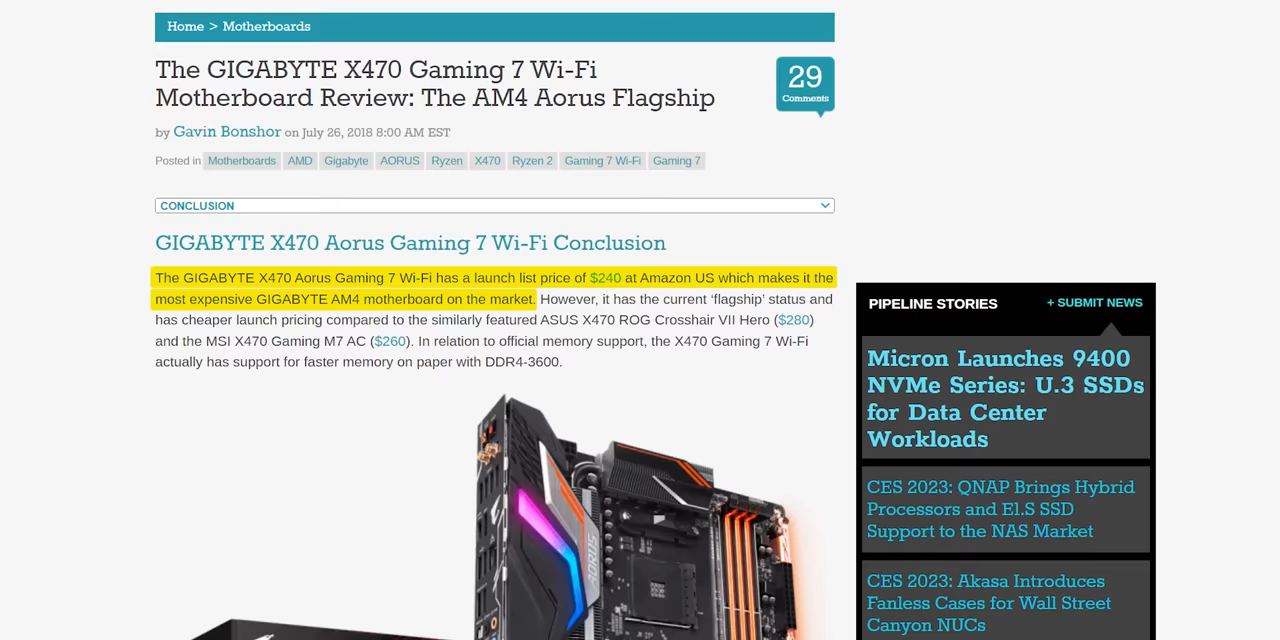 Home > Motherboards
The GIGABYTE X470 Gaming 7 Wi-Fi
Motherboard Review: The AM4 Aorus Flagship
29
Comments
by Gavin Bonshor on July 26, 2018 8:00 AM EST
Posted in Motherboards AMD Gigabyte AORUS Ryzen X470 Ryzen 2 Gaming 7 Wi-Fi Gaming 7
CONCLUSION
GIGABYTE X470 Aorus Gaming 7 Wi-Fi Conclusion
The GIGABYTE X470 Aorus Gaming 7 Wi-Fi has a launch list price of $240 at Amazon US which makes it the
most expensive GIGABYTE AM4 motherboard on the market. However, it has the current ‘flagship’ status and
has cheaper launch pricing compared to the similarly featured ASUS X470 ROG Crosshair VII Hero ($280)
and the MSI X470 Gaming M7 AC ($260). In relation to official memory support, the X470 Gaming 7 Wi-Fi
actually has support for faster memory on paper with DDR4-3600.
AORUS
PIPELINE STORIES
+ SUBMIT NEWS
Micron Launches 9400
NVMe Series: U.3 SSDs
for Data Center
Workloads
CES 2023: QNAP Brings Hybrid
Processors and E1.S SSD
Support to the NAS Market
CES 2023: Akasa Introduces
Fanless Cases for Wall Street
Canyon NUCs